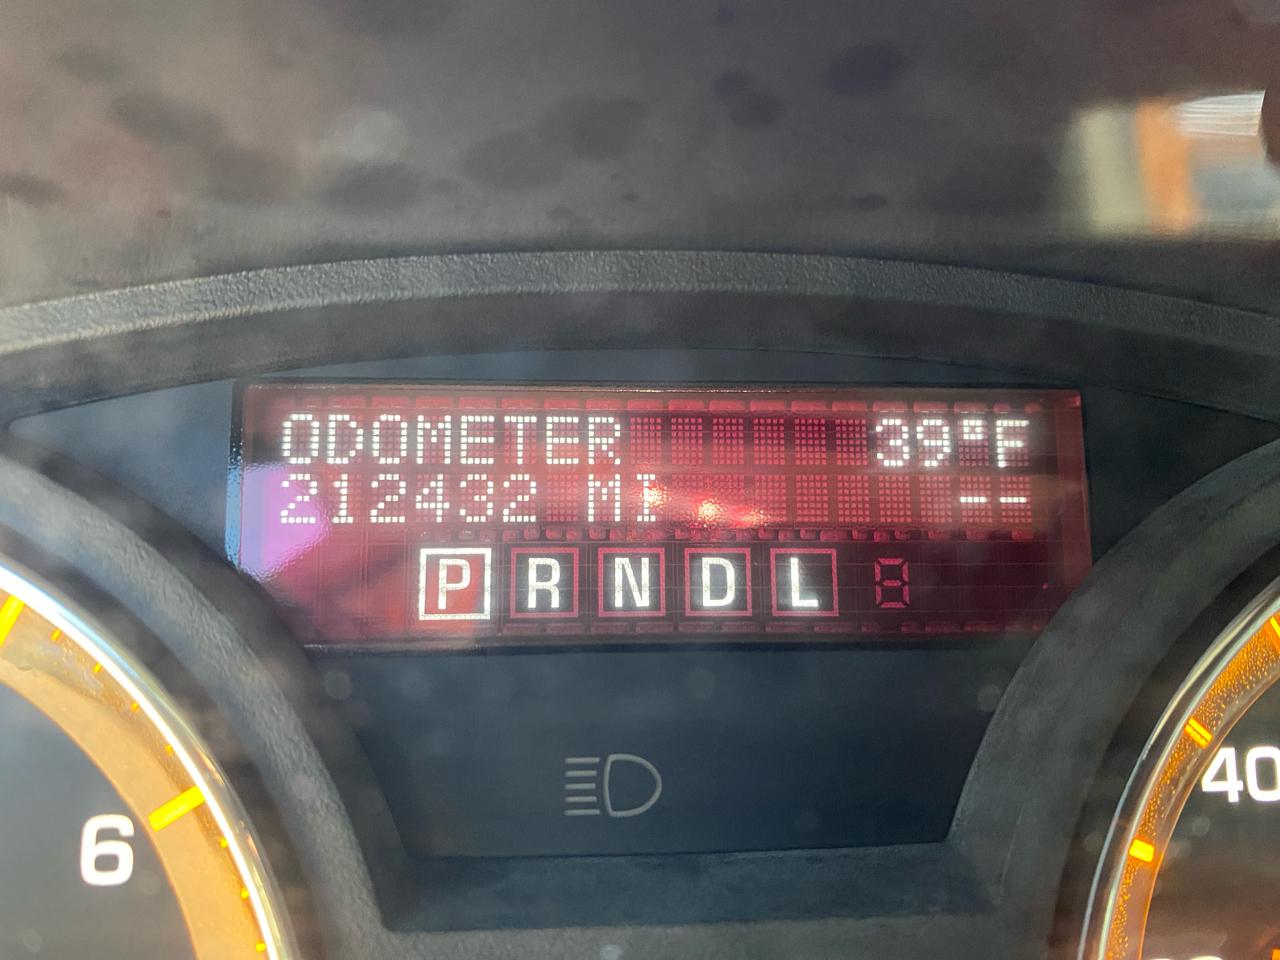 ODOMETER 39°F
212432 MI --
P R N D L
6
40